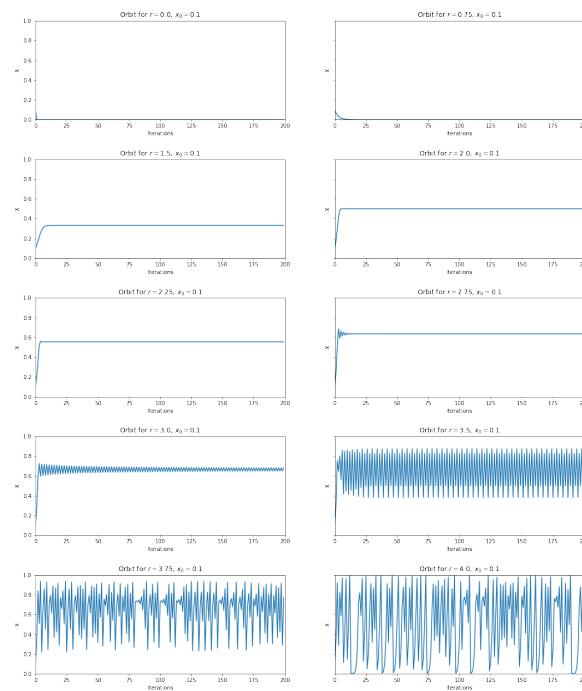 Orbit for r = 0.0, x₀ = 0.1
1.0
0.8
0.6
0.4
0.2
0.0
x
0 25 50 75 100 125 150 175 200
Iterations
Orbit for r = 0.75, x₀ = 0.1
x
0 25 50 75 100 125 150 175
Iterations
Orbit for r = 1.5, x₀ = 0.1
1.0
0.8
0.6
0.4
0.2
0.0
x
0 25 50 75 100 125 150 175 200
Iterations
Orbit for r = 2.0, x₀ = 0.1
x
0 25 50 75 100 125 150 175
Iterations
Orbit for r = 2.25, x₀ = 0.1
1.0
0.8
0.6
0.4
0.2
0.0
x
0 25 50 75 100 125 150 175 200
Iterations
Orbit for r = 2.75, x₀ = 0.1
x
0 25 50 75 100 125 150 175
Iterations
Orbit for r = 3.0, x₀ = 0.1
1.0
0.8
0.6
0.4
0.2
0.0
x
0 25 50 75 100 125 150 175 200
Iterations
Orbit for r = 3.5, x₀ = 0.1
x
0 25 50 75 100 125 150 175
Iterations
Orbit for r = 3.75, x₀ = 0.1
1.0
0.8
0.6
0.4
0.2
0.0
x
0 25 50 75 100 125 150 175 200
Iterations
Orbit for r = 4.0, x₀ = 0.1
x
0 25 50 75 100 125 150 175
Iterations